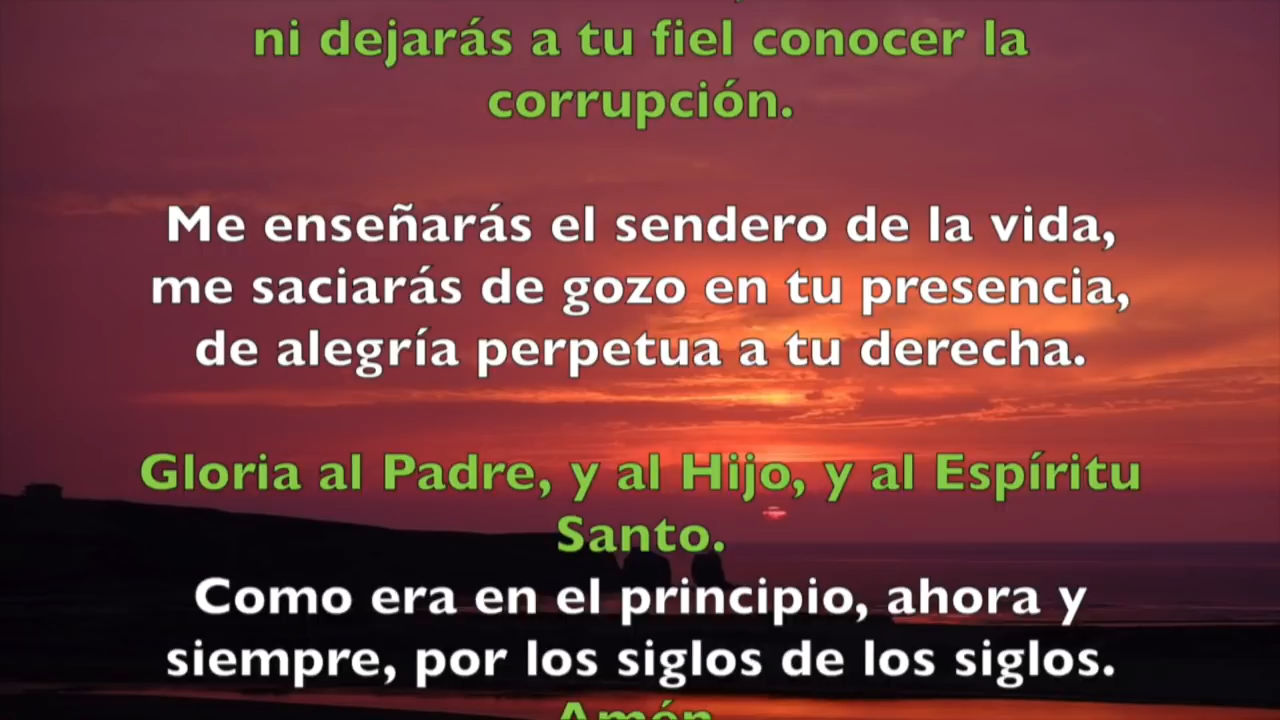 ni dejarás a tu fiel conocer la
corrupción.
Me enseñarás el sendero de la vida,
me saciarás de gozo en tu presencia,
de alegría perpetua a tu derecha.
Gloria al Padre, y al Hijo, y al Espíritu
Santo.
Como era en el principio, ahora y
siempre, por los siglos de los siglos.
Amén.